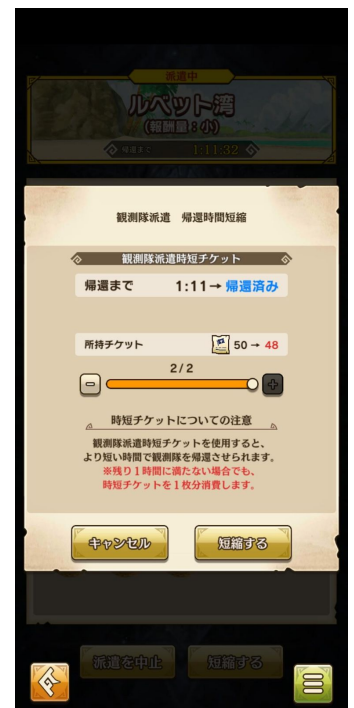 派遣中
ルベット湾
(報酬量:小)
帰還まで 1:11:32
観測隊派遣 帰還時間短縮
観測隊派遣時短チケット
帰還まで 1:11→帰還済み
所持チケット 50→48
2/2
時短チケットについての注意
観測隊派遣時短チケットを使用すると、
より短い時間で観測隊を帰還させられます。
※残り1時間に満たない場合でも、
時短チケットを1枚分消費します。
キャンセル 短縮する
派遣を中止 短縮する